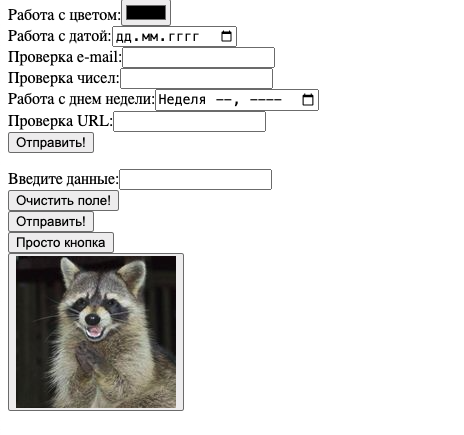 Работа с цветом:
Работа с датой: дд.мм.гггг
Проверка e-mail:
Проверка чисел:
Работа с днем недели: Неделя --, ----
Проверка URL:
Отправить!
Введите данные:
Очистить поле!
Отправить!
Просто кнопка